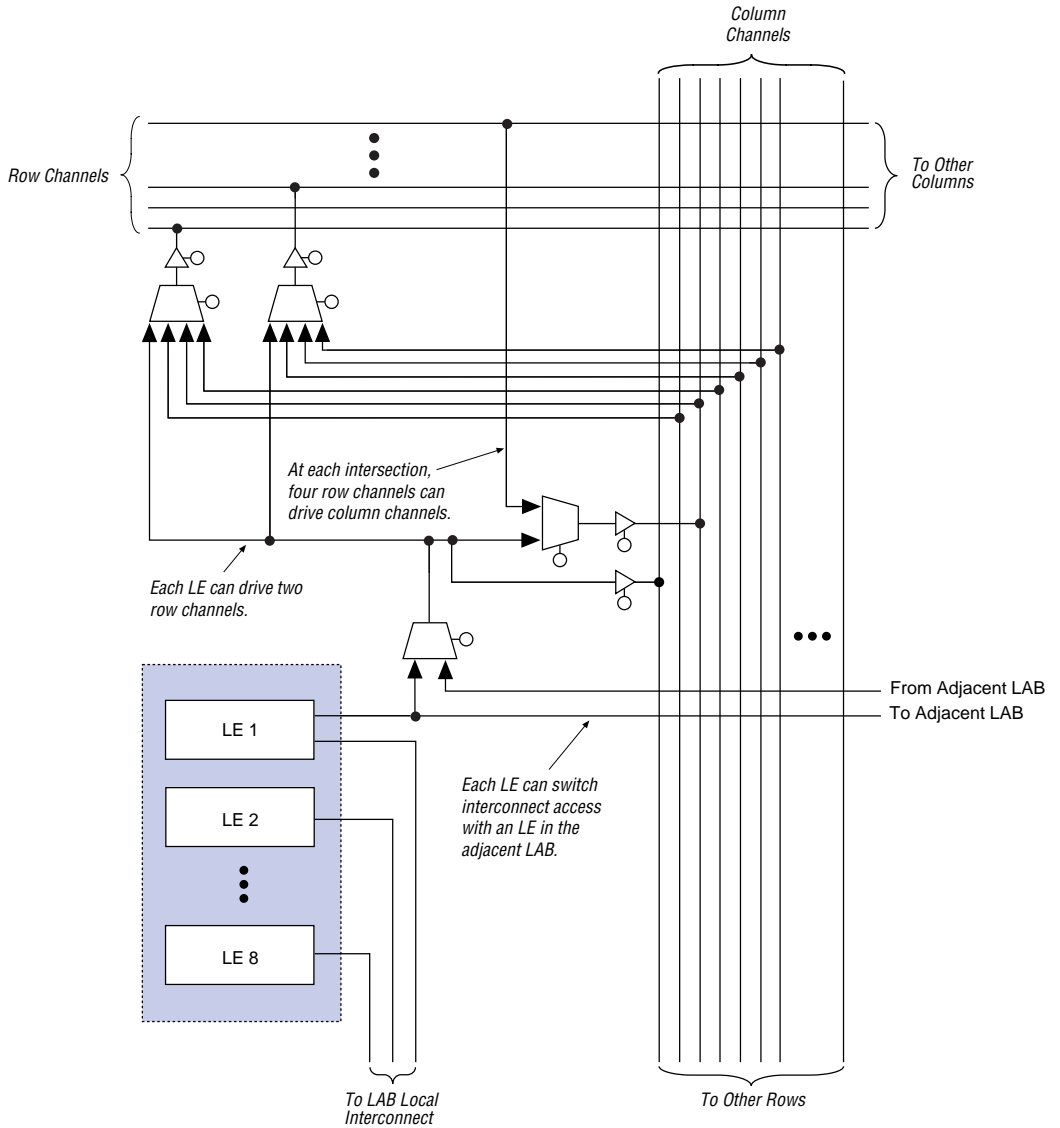 Column
Channels
Row Channels
To Other
Columns
At each intersection,
four row channels can
drive column channels.
Each LE can drive two
row channels.
From Adjacent LAB
To Adjacent LAB
LE 1
Each LE can switch
interconnect access
with an LE in the
adjacent LAB.
LE 2
LE 8
To LAB Local
Interconnect
To Other Rows